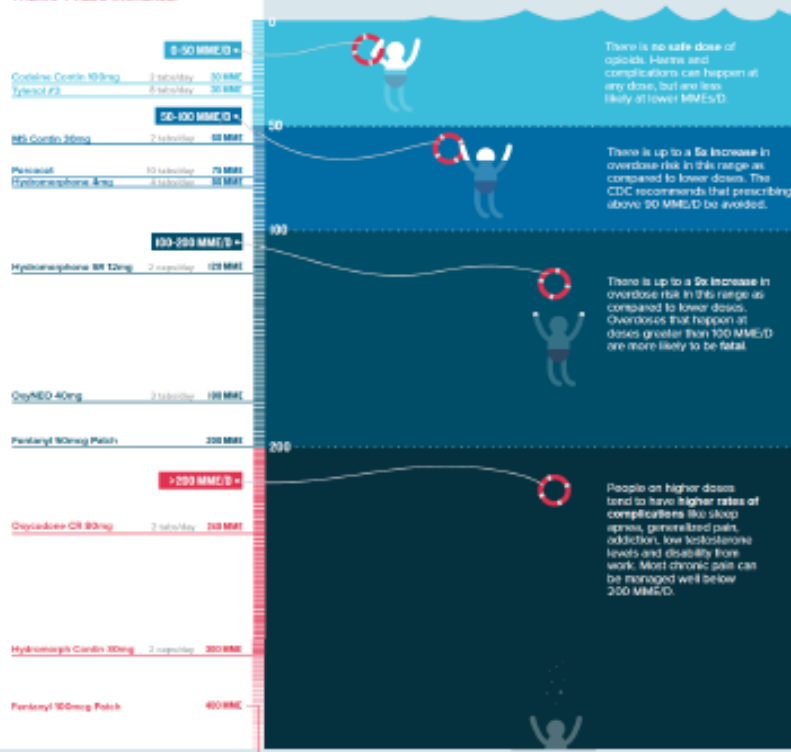 0
0-50 MME/D
Codeine Contin 100mg 2 tabs/day 30 MME
Tylenol #3 8 tabs/day 36 MME
There is no safe dose of
opioids. Harms and
complications can happen at
any dose, but are less
likely at lower MMEs/D.
50
50-100 MME/D
MS Contin 30mg 2 tabs/day 60 MME
Percocet 10 tabs/day 75 MME
Hydromorphone 4mg 4 tabs/day 80 MME
There is up to a 5x increase in
overdose risk in this range as
compared to lower doses. The
CDC recommends that prescribing
above 90 MME/D be avoided.
100
100-200 MME/D
Hydromorphone SR 12mg 2 caps/day 120 MME
OxyNEO 40mg 3 tabs/day 180 MME
Fentanyl 50mcg Patch 200 MME
There is up to a 9x increase in
overdose risk in this range as
compared to lower doses.
Overdoses that happen at
doses greater than 100 MME/D
are more likely to be fatal.
200
>200 MME/D
Oxycodone CR 80mg 2 tabs/day 240 MME
Hydromorph Contin 30mg 2 caps/day 300 MME
Fentanyl 100mcg Patch 400 MME
People on higher doses
tend to have higher rates of
complications like sleep
apnea, generalized pain,
addiction, low testosterone
levels and disability from
work. Most chronic pain can
be managed well below
200 MME/D.